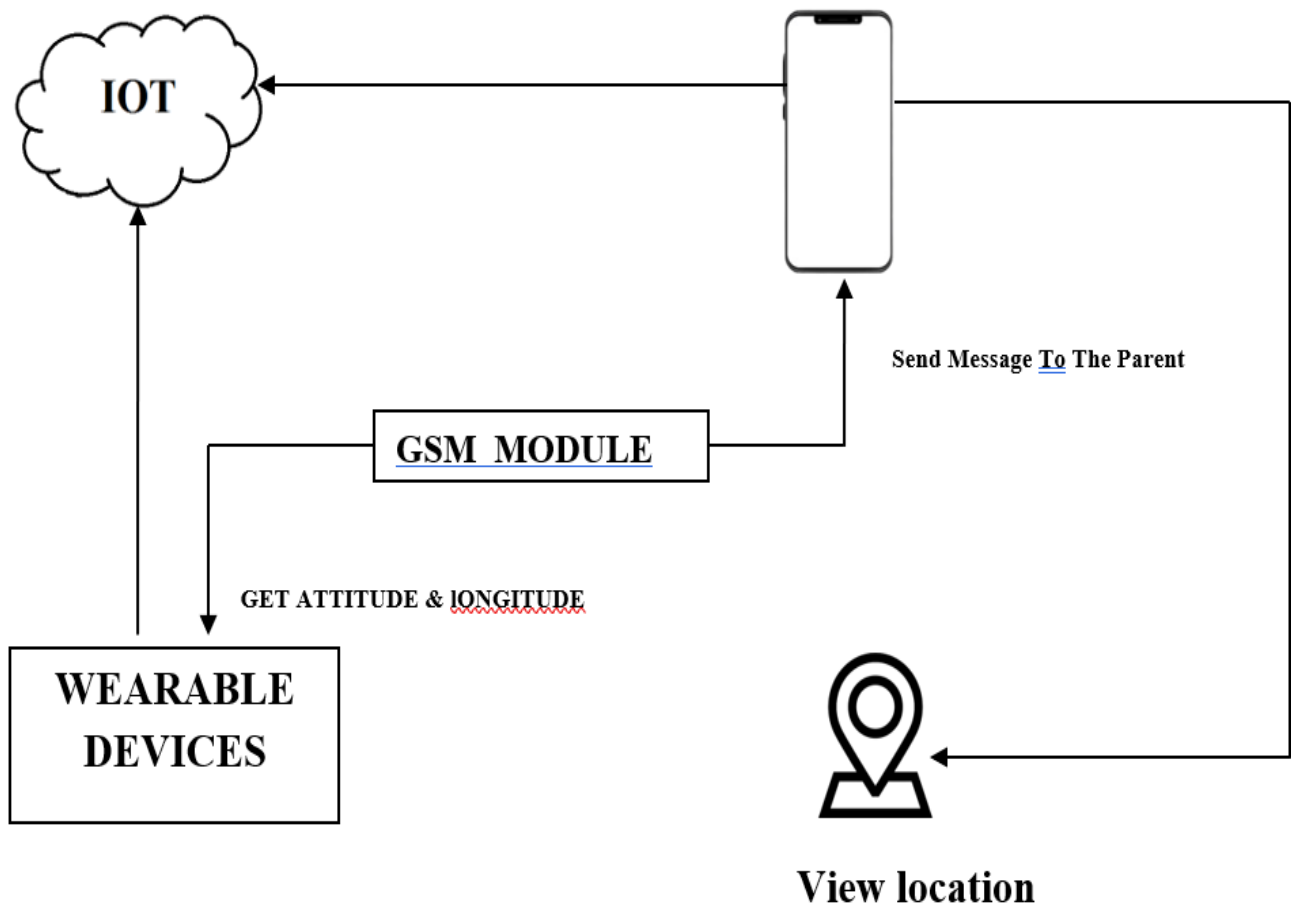 IOT
Send Message To The Parent
GSM MODULE
GET ATTITUDE & lONGITUDE
WEARABLE
DEVICES
View location